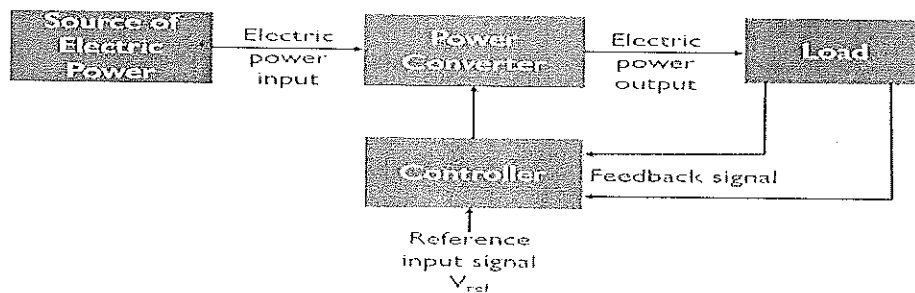 Source of
Electric
Power
Electric
power
input
Power
Converter
Electric
power
output
Load
Controller
Feedback signal
Reference
input signal
V_ref